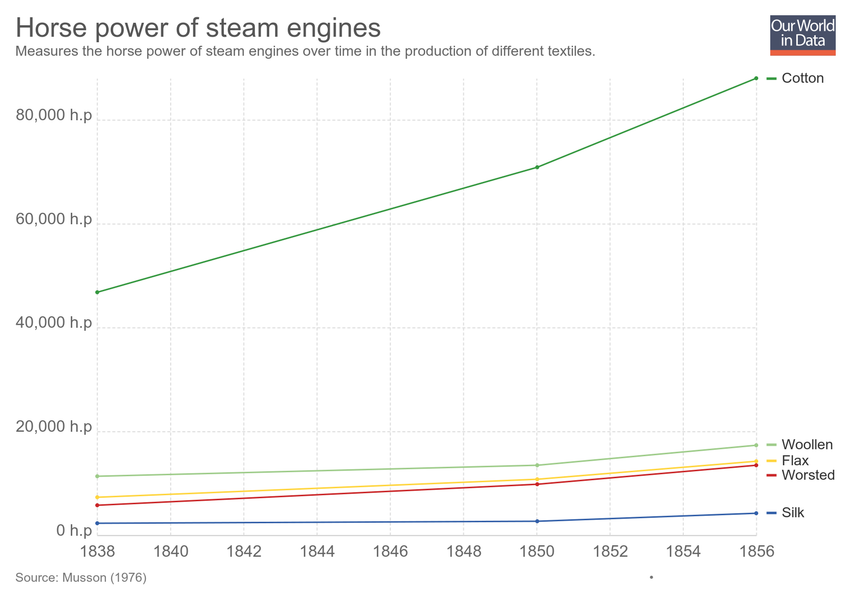 Horse power of steam engines
Measures the horse power of steam engines over time in the production of different textiles.
Our World
in Data
Cotton
80,000 h.p
60,000 h.p
40,000 h.p
20,000 h.p
Woollen
Flax
Worsted
Silk
0 h.p
1838 1840 1842 1844 1846 1848 1850 1852 1854 1856
Source: Musson (1976)